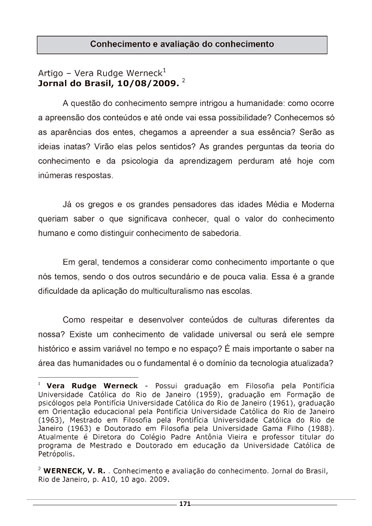 Conhecimento e avaliação do conhecimento
Artigo – Vera Rudge Werneck1
Jornal do Brasil, 10/08/2009. 2
A questão do conhecimento sempre intrigou a humanidade: como ocorre
a apreensão dos conteúdos e até onde vai essa possibilidade? Conhecemos só
as aparências dos entes, chegamos a apreender a sua essência? Serão as
ideias inatas? Virão elas pelos sentidos? As grandes perguntas da teoria do
conhecimento e da psicologia da aprendizagem perduram até hoje com
inúmeras respostas.
Já os gregos e os grandes pensadores das idades Média e Moderna
queriam saber o que significava conhecer, qual o valor do conhecimento
humano e como distinguir conhecimento de sabedoria.
Em geral, tendemos a considerar como conhecimento importante o que
nós temos, sendo o dos outros secundário e de pouca valia. Essa é a grande
dificuldade da aplicação do multiculturalismo nas escolas.
Como respeitar e desenvolver conteúdos de culturas diferentes da
nossa? Existe um conhecimento de validade universal ou será ele sempre
histórico e assim variável no tempo e no espaço? É mais importante o saber na
área das humanidades ou o fundamental é o domínio da tecnologia atualizada?
1 Vera Rudge Werneck - Possui graduação em Filosofia pela Pontifícia
Universidade Católica do Rio de Janeiro (1959), graduação em Formação de
psicólogos pela Pontifícia Universidade Católica do Rio de Janeiro (1961), graduação
em Orientação educacional pela Pontifícia Universidade Católica do Rio de Janeiro
(1963), Mestrado em Filosofia pela Pontifícia Universidade Católica do Rio de
Janeiro (1963) e Doutorado em Filosofia pela Universidade Gama Filho (1988).
Atualmente é Diretora do Colégio Padre Antônia Vieira e professor titular do
programa de Mestrado e Doutorado em educação da Universidade Católica de
Petrópolis.
2 WERNECK, V. R. . Conhecimento e avaliação do conhecimento. Jornal do Brasil,
Rio de Janeiro, p. A10, 10 ago. 2009.
171